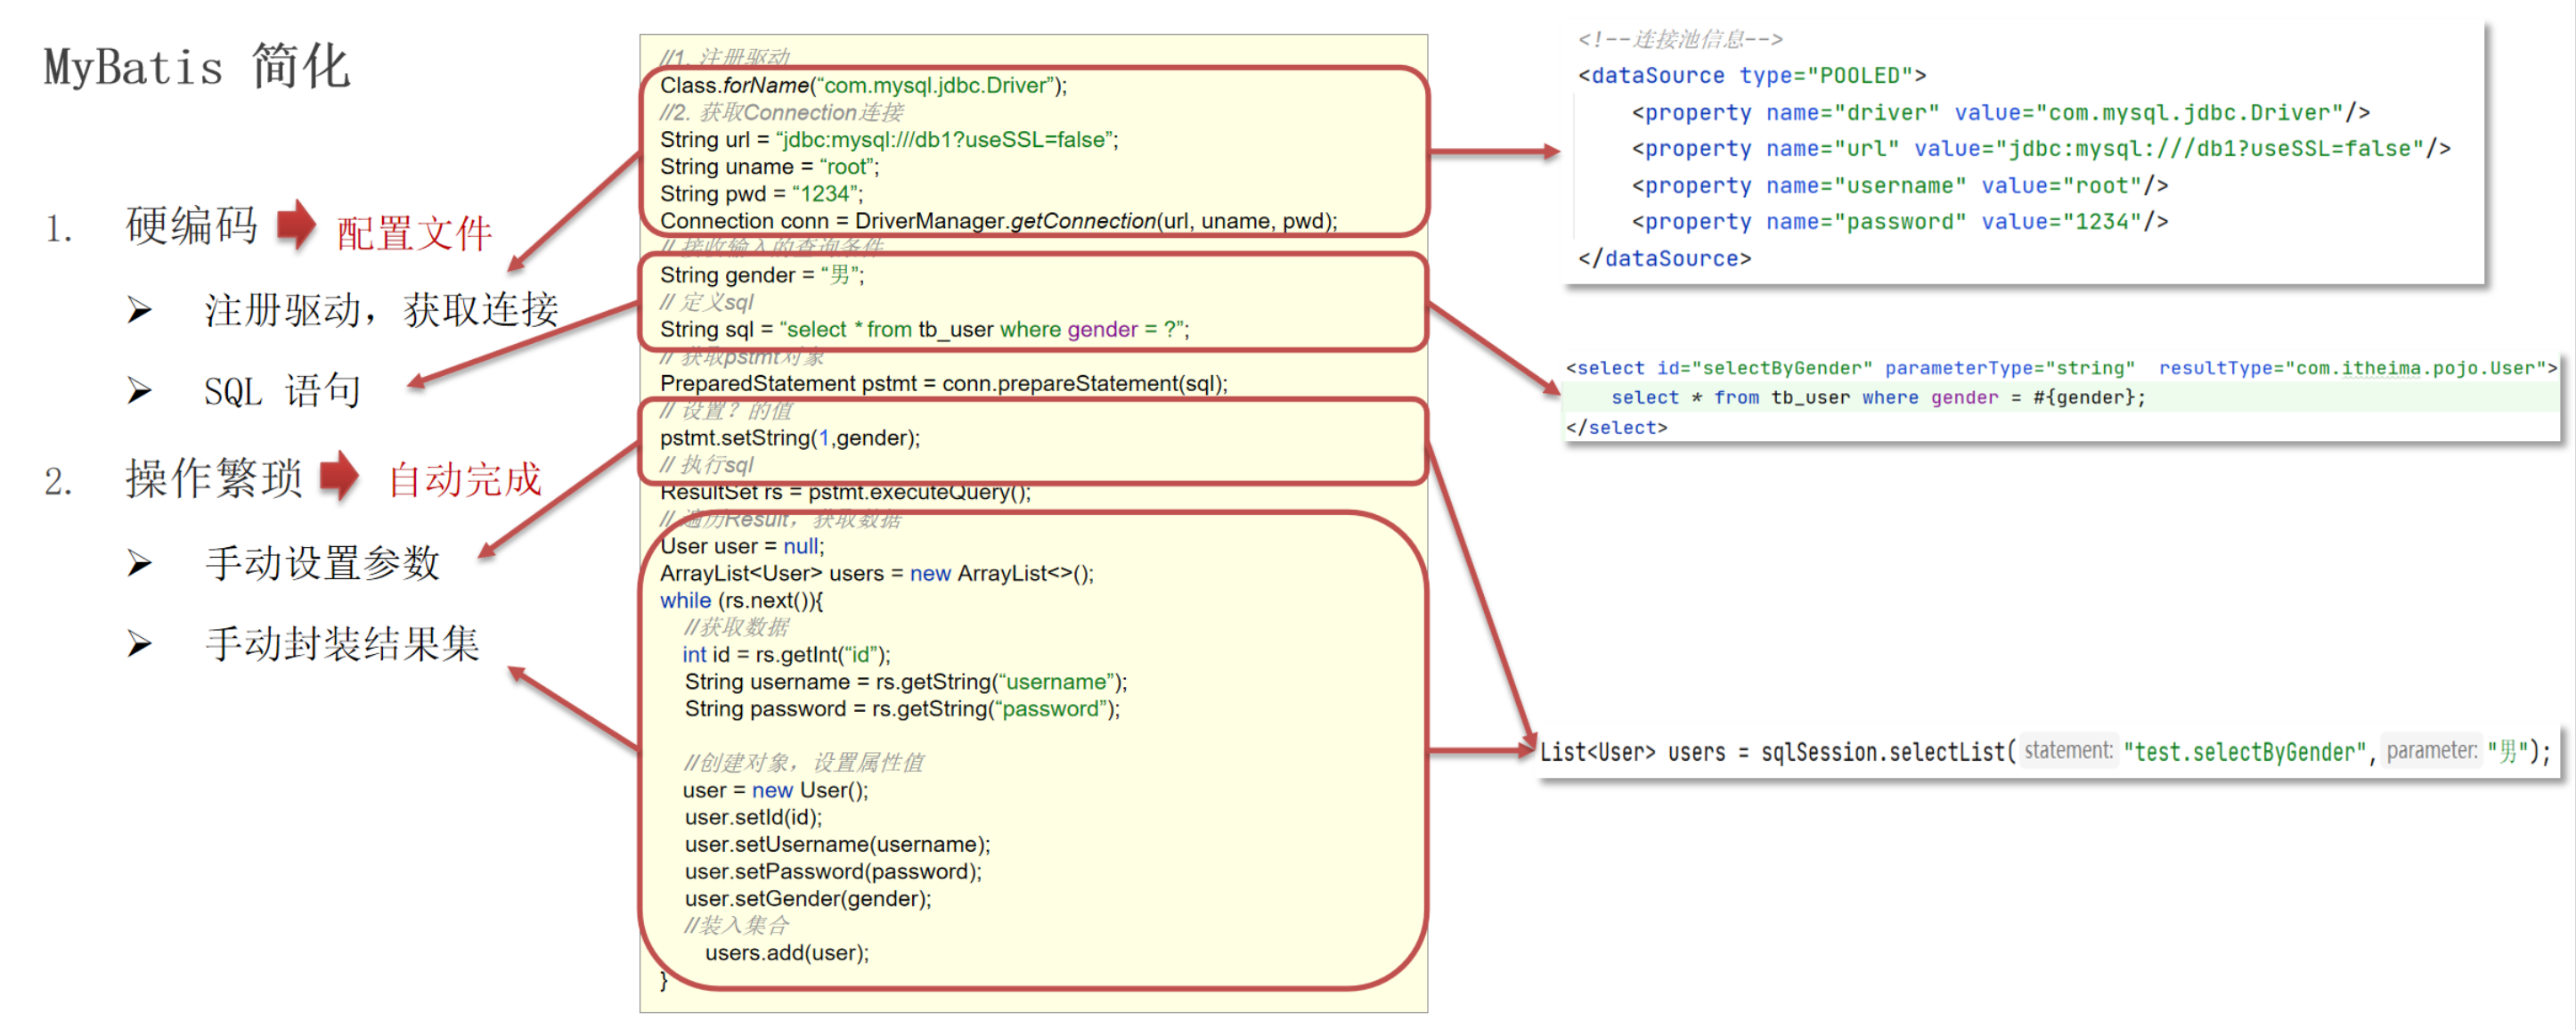 MyBatis 简化
1. 硬编码 配置文件
➢ 注册驱动，获取连接
➢ SQL 语句
2. 操作繁琐 自动完成
➢ 手动设置参数
➢ 手动封装结果集
//1. 注册驱动
Class.forName(“com.mysql.jdbc.Driver”);
//2. 获取Connection连接
String url = “jdbc:mysql:///db1?useSSL=false”;
String uname = “root”;
String pwd = “1234”;
Connection conn = DriverManager.getConnection(url, uname, pwd);
// 接收输入的查询条件
String gender = “男”;
// 定义sql
String sql = “select * from tb_user where gender = ?”;
// 获取pstmt对象
PreparedStatement pstmt = conn.prepareStatement(sql);
// 设置？的值
pstmt.setString(1,gender);
// 执行sql
ResultSet rs = pstmt.executeQuery();
// 遍历Result，获取数据
User user = null;
ArrayList<User> users = new ArrayList<>();
while (rs.next()){
//获取数据
int id = rs.getInt(“id”);
String username = rs.getString(“username”);
String password = rs.getString(“password”);
//创建对象，设置属性值
user = new User();
user.setId(id);
user.setUsername(username);
user.setPassword(password);
user.setGender(gender);
//装入集合
users.add(user);
}
<!--连接池信息-->
<dataSource type="POOLED">
<property name="driver" value="com.mysql.jdbc.Driver"/>
<property name="url" value="jdbc:mysql:///db1?useSSL=false"/>
<property name="username" value="root"/>
<property name="password" value="1234"/>
</dataSource>
<select id="selectByGender" parameterType="string" resultType="com.itheima.pojo.User">
select * from tb_user where gender = #{gender};
</select>
List<User> users = sqlSession.selectList( statement: "test.selectByGender", parameter: "男");